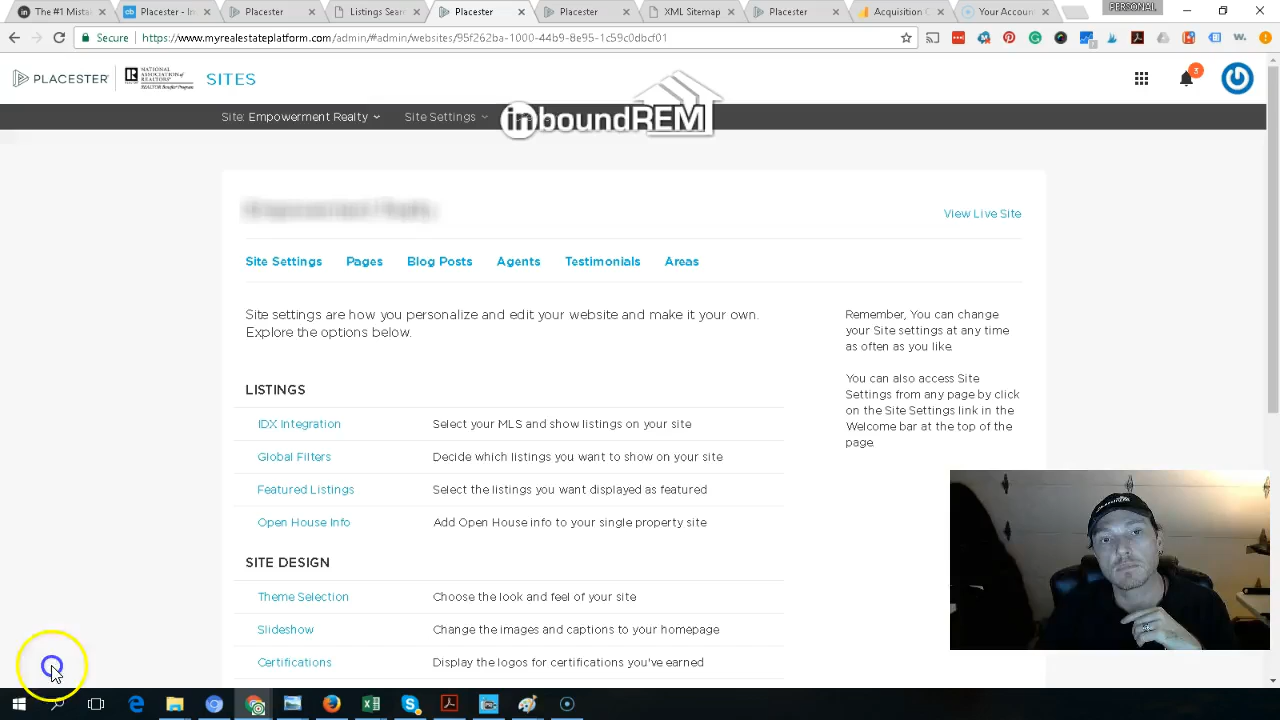 The #1 Mista
Placester - In
Placester
Listings Sear
Placester
Placester
XML Sitemap
Placester
Acquisition C
Your Accoun
PERSONAL
Secure
https://www.myrealestateplatform.com/admin/#admin/websites/95f262ba-1000-44b9-8e95-1c59c0dbcf01
PLACESTER
NATIONAL ASSOCIATION of REALTORS®
REALTOR Benefits® Program
SITES
3
Site: Empowerment Realty
Site Settings
inboundREM
View Live Site
Site Settings Pages Blog Posts Agents Testimonials Areas
Site settings are how you personalize and edit your website and make it your own.
Explore the options below.
Remember, You can change
your Site settings at any time
as often as you like.
You can also access Site
Settings from any page by click
on the Site Settings link in the
Welcome bar at the top of the
page.
LISTINGS
IDX Integration Select your MLS and show listings on your site
Global Filters Decide which listings you want to show on your site
Featured Listings Select the listings you want displayed as featured
Open House Info Add Open House info to your single property site
SITE DESIGN
Theme Selection Choose the look and feel of your site
Slideshow Change the images and captions to your homepage
Certifications Display the logos for certifications you've earned